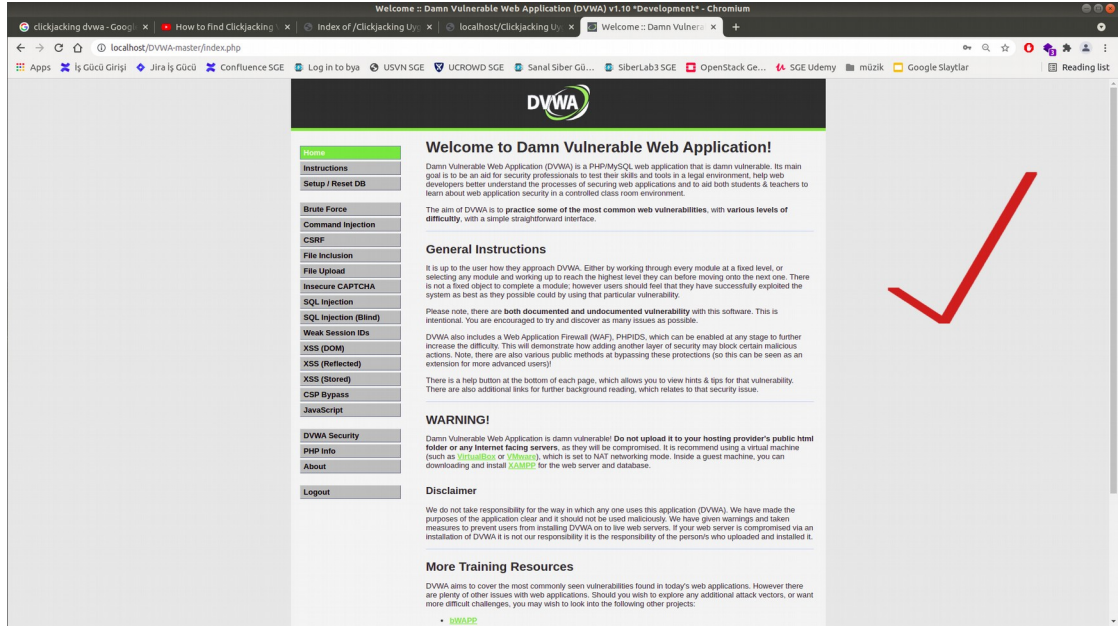 Welcome :: Damn Vulnerable Web Application (DVWA) v1.10 *Development* - Chromium
clickjacking dvwa - Googl
How to find Clickjacking
Index of /Clickjacking Uy
localhost/Clickjacking Uy
Welcome :: Damn Vulnera
localhost/DVWA-master/index.php
Apps İş Gücü Girişi Jira İş Gücü Confluence SGE Log in to bya USVN SGE UCROWD SGE Sanal Siber Gü... SiberLab3 SGE OpenStack Ge... SGE Udemy müzik Google Slaytlar Reading list
DVWA
Home
Instructions
Setup / Reset DB
Brute Force
Command Injection
CSRF
File Inclusion
File Upload
Insecure CAPTCHA
SQL Injection
SQL Injection (Blind)
Weak Session IDs
XSS (DOM)
XSS (Reflected)
XSS (Stored)
CSP Bypass
JavaScript
DVWA Security
PHP Info
About
Logout
Welcome to Damn Vulnerable Web Application!
Damn Vulnerable Web Application (DVWA) is a PHP/MySQL web application that is damn vulnerable. Its main
goal is to be an aid for security professionals to test their skills and tools in a legal environment, help web
developers better understand the processes of securing web applications and to aid both students & teachers to
learn about web application security in a controlled class room environment.
The aim of DVWA is to practice some of the most common web vulnerabilities, with various levels of
difficultly, with a simple straightforward interface.
General Instructions
It is up to the user how they approach DVWA. Either by working through every module at a fixed level, or
selecting any module and working up to reach the highest level they can before moving onto the next one. There
is not a fixed object to complete a module; however users should feel that they have successfully exploited the
system as best as they possible could by using that particular vulnerability.
Please note, there are both documented and undocumented vulnerability with this software. This is
intentional. You are encouraged to try and discover as many issues as possible.
DVWA also includes a Web Application Firewall (WAF), PHPIDS, which can be enabled at any stage to further
increase the difficulty. This will demonstrate how adding another layer of security may block certain malicious
actions. Note, there are also various public methods at bypassing these protections (so this can be seen as an
extension for more advanced users)!
There is a help button at the bottom of each page, which allows you to view hints & tips for that vulnerability.
There are also additional links for further background reading, which relates to that security issue.
WARNING!
Damn Vulnerable Web Application is damn vulnerable! Do not upload it to your hosting provider's public html
folder or any Internet facing servers, as they will be compromised. It is recommend using a virtual machine
(such as VirtualBox or VMware), which is set to NAT networking mode. Inside a guest machine, you can
downloading and install XAMPP for the web server and database.
Disclaimer
We do not take responsibility for the way in which any one uses this application (DVWA). We have made the
purposes of the application clear and it should not be used maliciously. We have given warnings and taken
measures to prevent users from installing DVWA on to live web servers. If your web server is compromised via an
installation of DVWA it is not our responsibility it is the responsibility of the person/s who uploaded and installed it.
More Training Resources
DVWA aims to cover the most commonly seen vulnerabilities found in today's web applications. However there
are plenty of other issues with web applications. Should you wish to explore any additional attack vectors, or want
more difficult challenges, you may wish to look into the following other projects:
bWAPP